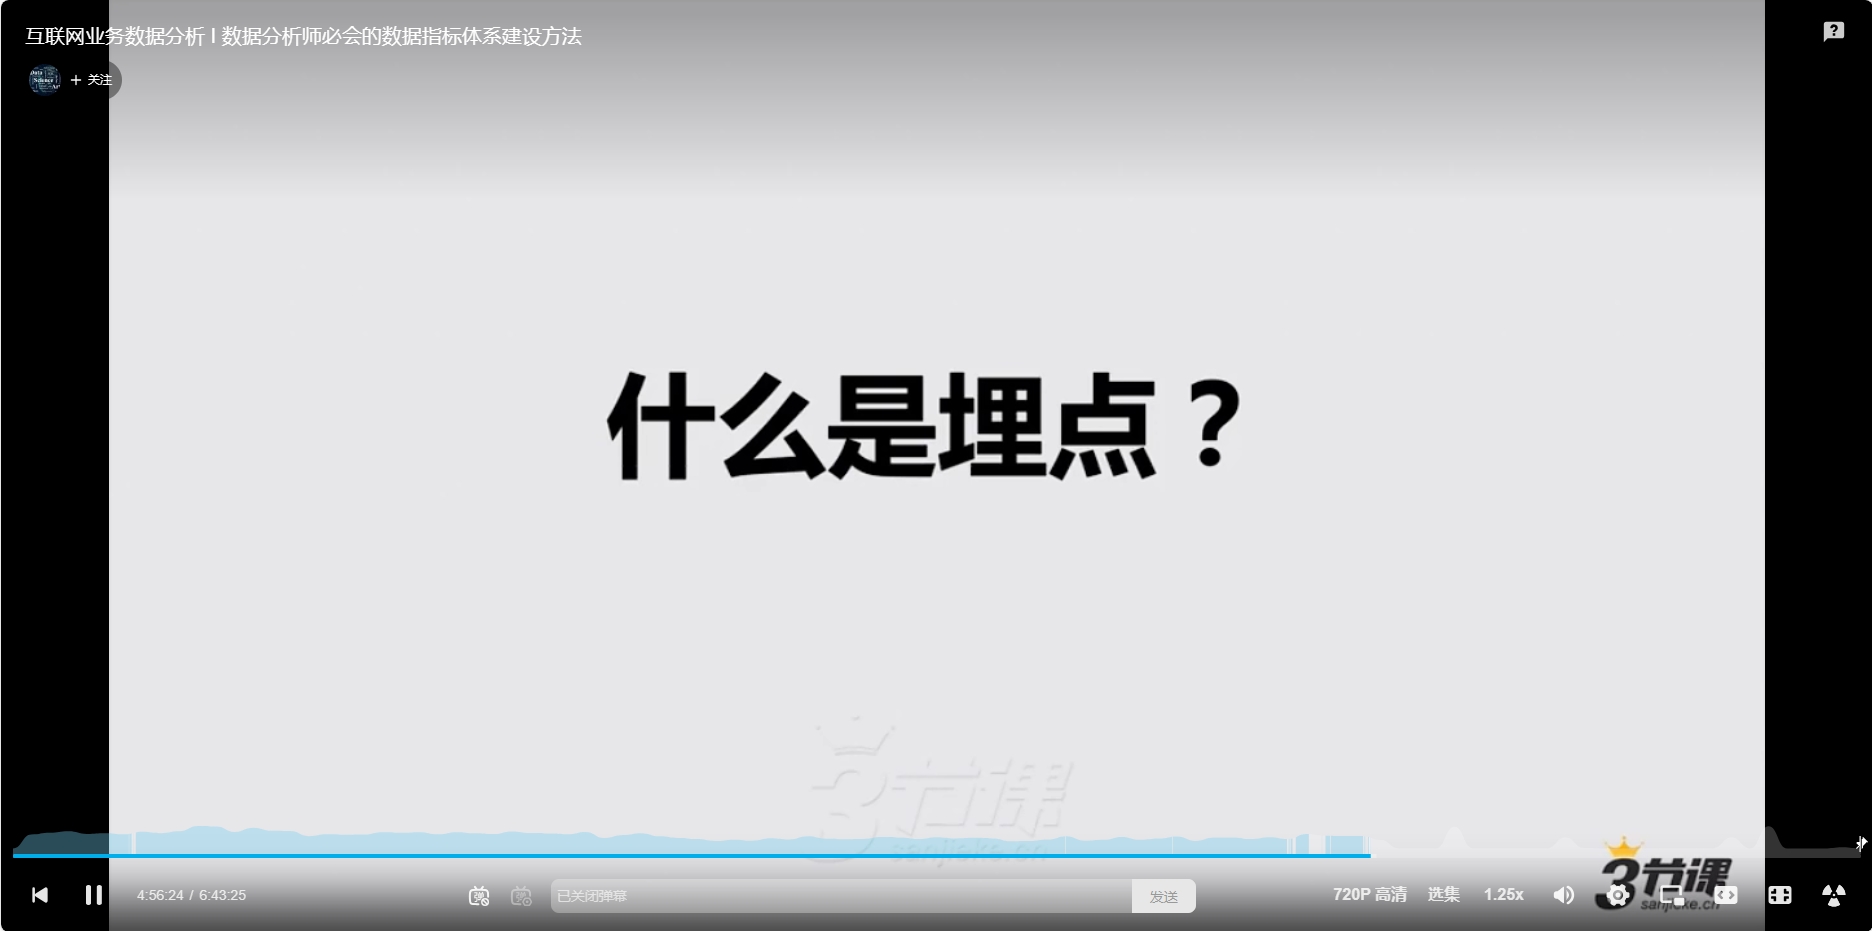 互联网业务数据分析 I 数据分析师必会的数据指标体系建设方法
Data
Science
+ 关注
什么是埋点？
3节课
sanjieke.cn
3节课
sanjieke.cn
4:56:24 / 6:43:25
已关闭弹幕
发送
720P 高清
选集
1.25x